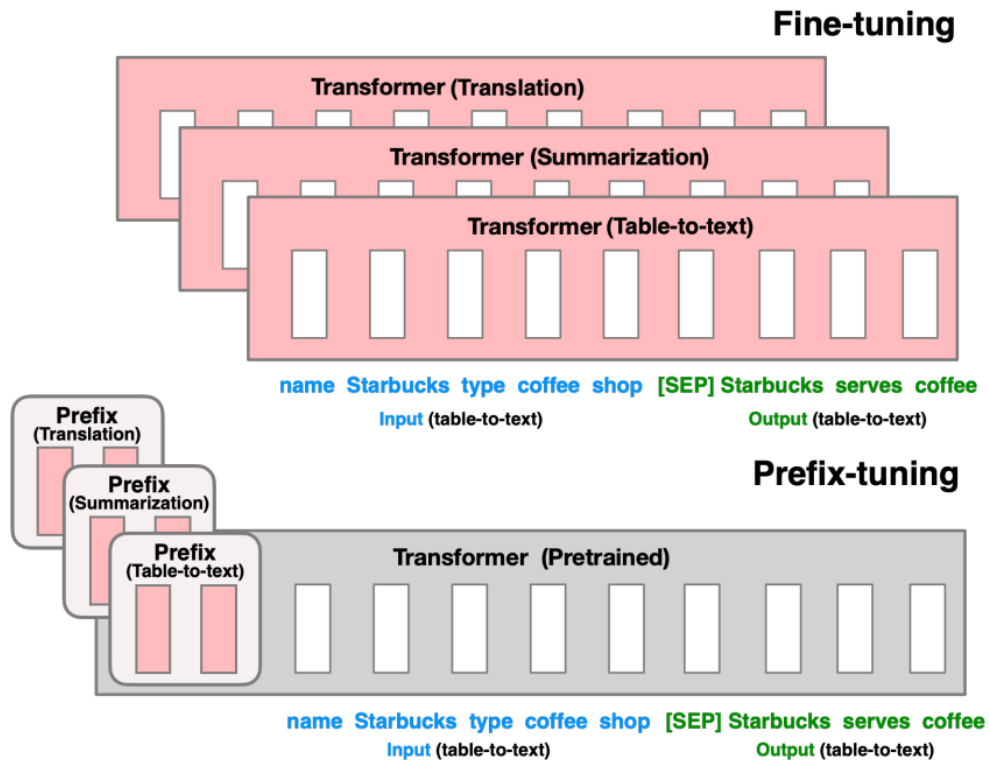 Fine-tuning
Transformer (Translation)
Transformer (Summarization)
Transformer (Table-to-text)
name Starbucks type coffee shop [SEP] Starbucks serves coffee
Input (table-to-text) Output (table-to-text)
Prefix
(Translation)
Prefix-tuning
Prefix
(Summarization)
Prefix
(Table-to-text)
Transformer (Pretrained)
name Starbucks type coffee shop [SEP] Starbucks serves coffee
Input (table-to-text) Output (table-to-text)